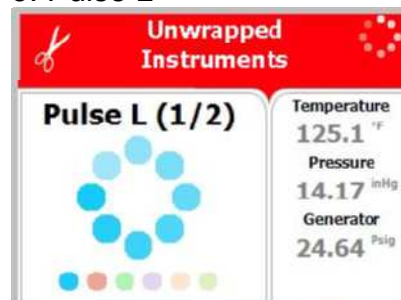 Unwrapped
Instruments
Pulse L (1/2)
Temperature
125.1 °F
Pressure
14.17 inHg
Generator
24.64 Psig